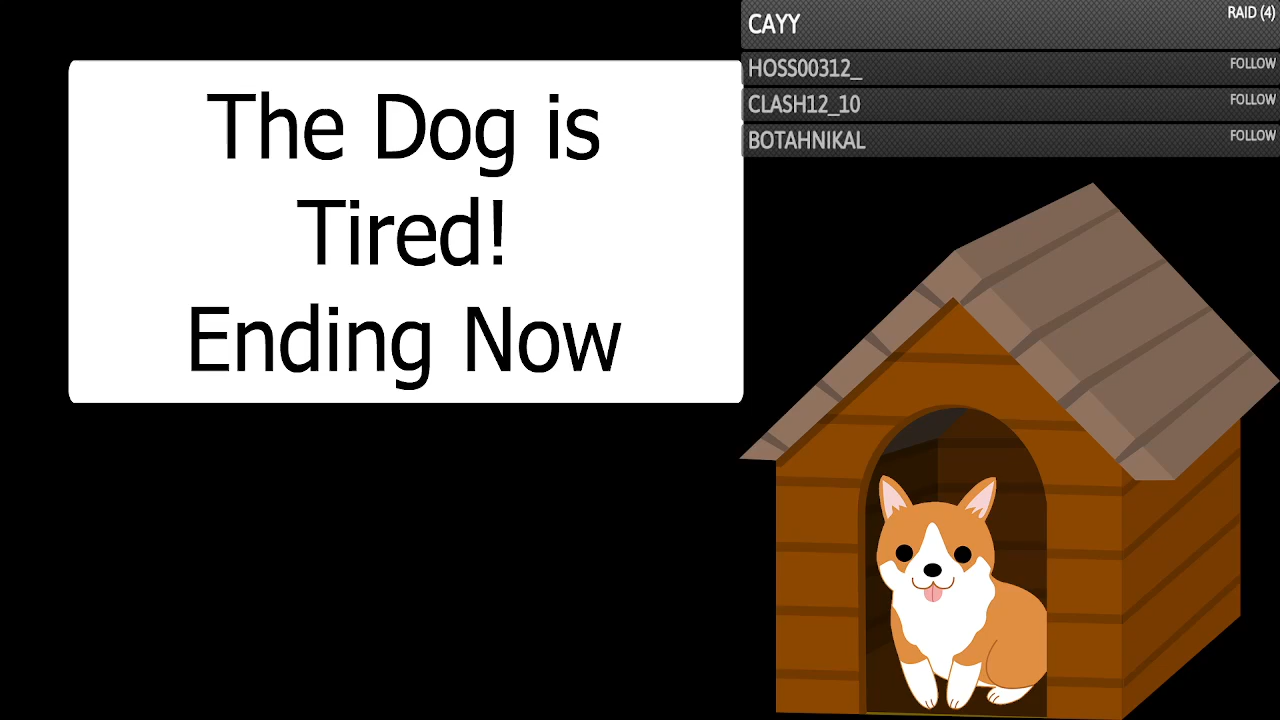 The Dog is
Tired!
Ending Now
CAYY RAID (4)
HOSS00312_ FOLLOW
CLASH12_10 FOLLOW
BOTAHNIKAL FOLLOW